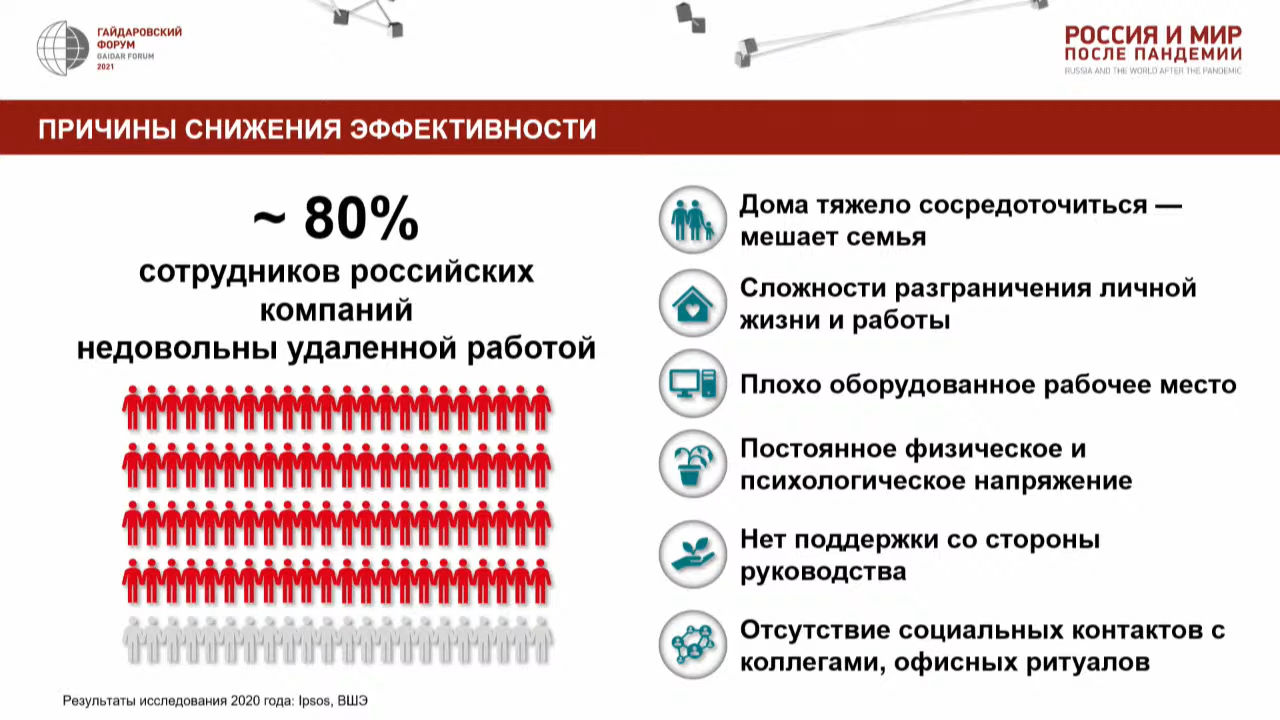 ГАЙДАРОВСКИЙ
ФОРУМ
GAIDAR FORUM
2021
РОССИЯ И МИР
ПОСЛЕ ПАНДЕМИИ
RUSSIA AND THE WORLD AFTER THE PANDEMIC
ПРИЧИНЫ СНИЖЕНИЯ ЭФФЕКТИВНОСТИ
~ 80%
сотрудников российских
компаний
недовольны удаленной работой
Дома тяжело сосредоточиться —
мешает семья
Сложности разграничения личной
жизни и работы
Плохо оборудованное рабочее место
Постоянное физическое и
психологическое напряжение
Нет поддержки со стороны
руководства
Отсутствие социальных контактов с
коллегами, офисных ритуалов
Результаты исследования 2020 года: Ipsos, ВШЭ